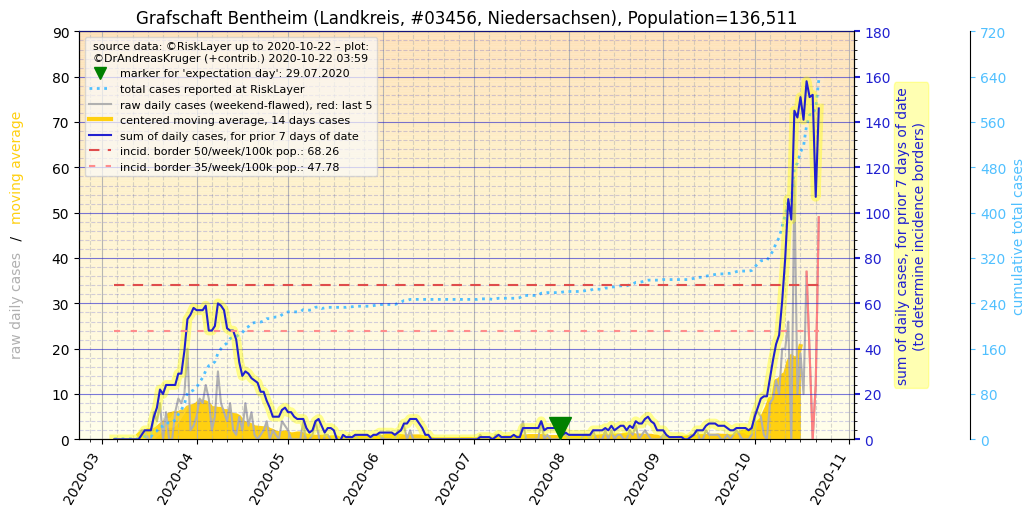 Grafschaft Bentheim (Landkreis, #03456, Niedersachsen), Population=136,511
source data: ©RiskLayer up to 2020-10-22 – plot:
©DrAndreasKruger (+contrib.) 2020-10-22 03:59
marker for 'expectation day': 29.07.2020
total cases reported at RiskLayer
raw daily cases (weekend-flawed), red: last 5
centered moving average, 14 days cases
sum of daily cases, for prior 7 days of date
incid. border 50/week/100k pop.: 68.26
incid. border 35/week/100k pop.: 47.78
raw daily cases / moving average
90
80
70
60
50
40
30
20
10
0
2020-03
2020-04
2020-05
2020-06
2020-07
2020-08
2020-09
2020-10
2020-11
180
160
140
120
100
80
60
40
20
0
sum of daily cases, for prior 7 days of date
(to determine incidence borders)
720
640
560
480
400
320
240
160
80
0
cumulative total cases